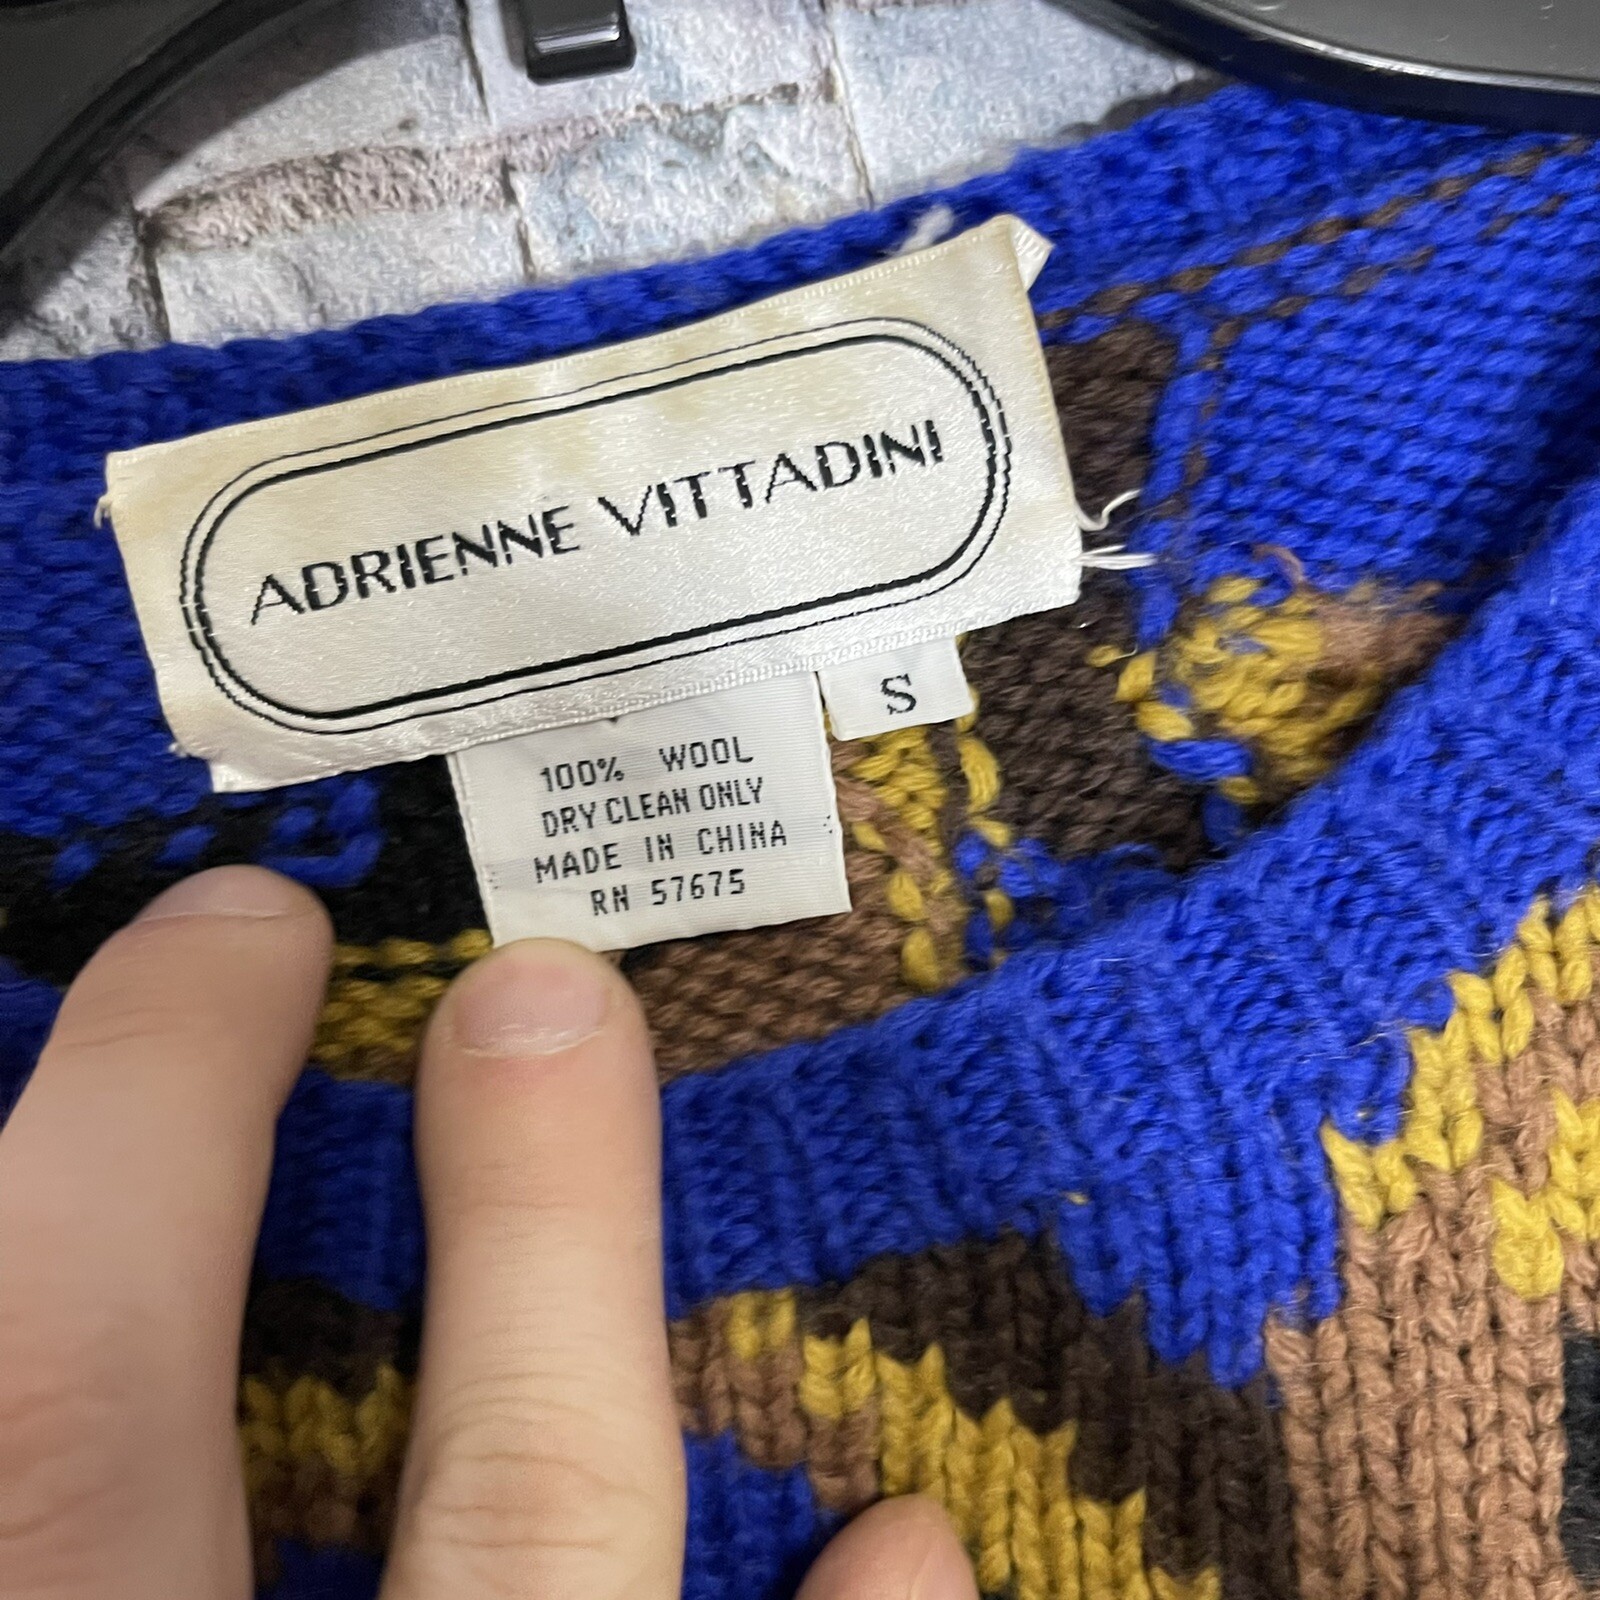 ADRIENNE VITTADINI
S
100% WOOL
DRY CLEAN ONLY
MADE IN CHINA
RN 57675